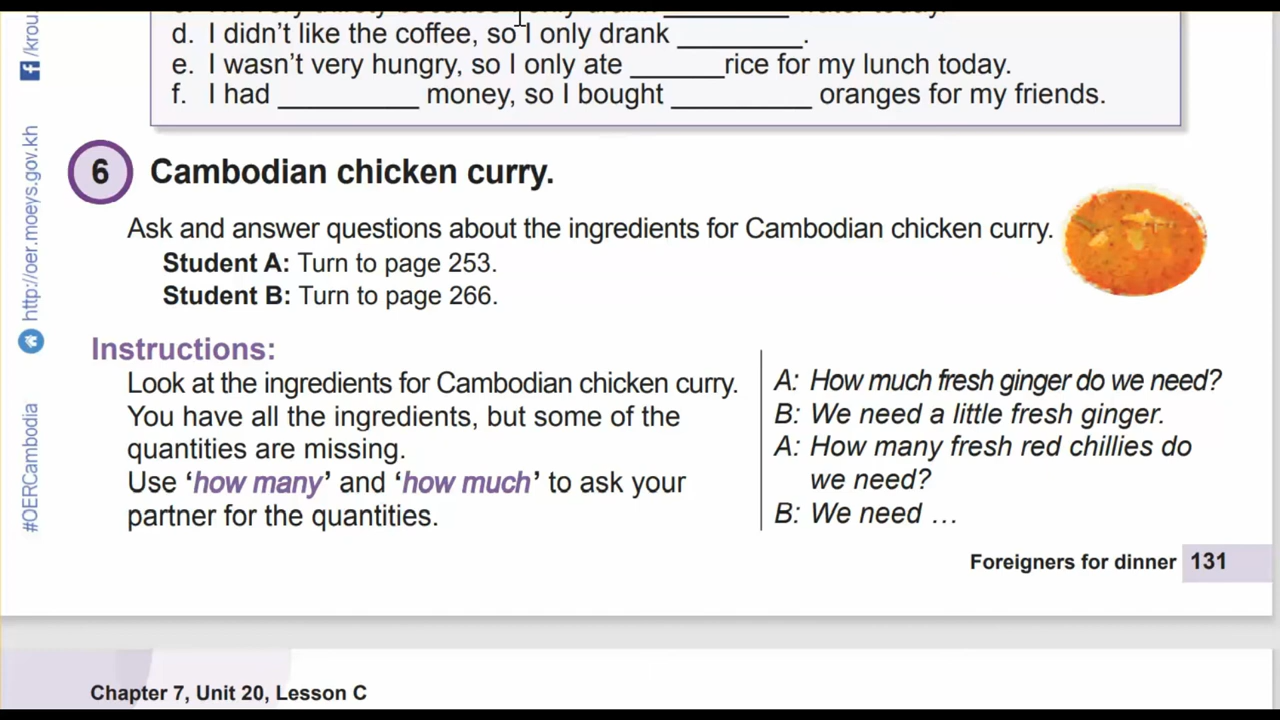 d. I didn't like the coffee, so I only drank ________.
e. I wasn't very hungry, so I only ate ______rice for my lunch today.
f. I had _________ money, so I bought _________ oranges for my friends.
6 Cambodian chicken curry.
Ask and answer questions about the ingredients for Cambodian chicken curry.
Student A: Turn to page 253.
Student B: Turn to page 266.
Instructions:
Look at the ingredients for Cambodian chicken curry.
You have all the ingredients, but some of the
quantities are missing.
Use ‘how many’ and ‘how much’ to ask your
partner for the quantities.
A: How much fresh ginger do we need?
B: We need a little fresh ginger.
A: How many fresh red chillies do
we need?
B: We need …
Foreigners for dinner 131
Chapter 7, Unit 20, Lesson C
/krou.
http://oer.moeys.gov.kh
#OERCambodia